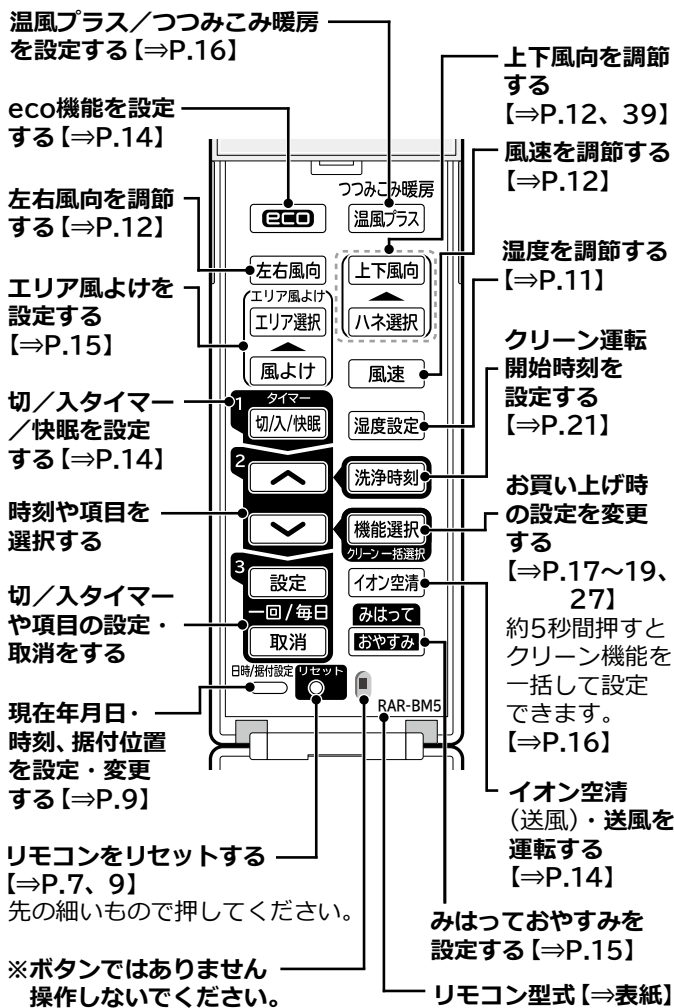 温風プラス／つつみこみ暖房
を設定する【⇒P.16】
eco機能を設定
する【⇒P.14】
左右風向を調節
する【⇒P.12】
エリア風よけを
設定する
【⇒P.15】
切／入タイマー
／快眠を設定
する【⇒P.14】
時刻や項目を
選択する
切／入タイマー
や項目の設定・
取消をする
現在年月日・
時刻、据付位置
を設定・変更
する【⇒P.9】
リモコンをリセットする
【⇒P.7、9】
先の細いもので押してください。
※ボタンではありません
操作しないでください。
つつみこみ暖房
eco
温風プラス
左右風向
上下風向
エリア風よけ
エリア選択
ハネ選択
風よけ
風速
1
タイマー
切/入/快眠
湿度設定
2
洗浄時刻
機能選択
クリーン一括選択
3
設定
イオン空清
一回/毎日
みはって
取消
おやすみ
日時/据付設定
リセット
RAR-BM5
上下風向を調節
する
【⇒P.12、39】
風速を調節する
【⇒P.12】
湿度を調節する
【⇒P.11】
クリーン運転
開始時刻を
設定する
【⇒P.21】
お買い上げ時
の設定を変更
する
【⇒P.17～19、
27】
約5秒間押すと
クリーン機能を
一括して設定
できます。
【⇒P.16】
イオン空清
（送風）・送風を
運転する
【⇒P.14】
みはっておやすみを
設定する【⇒P.15】
リモコン型式【⇒表紙】